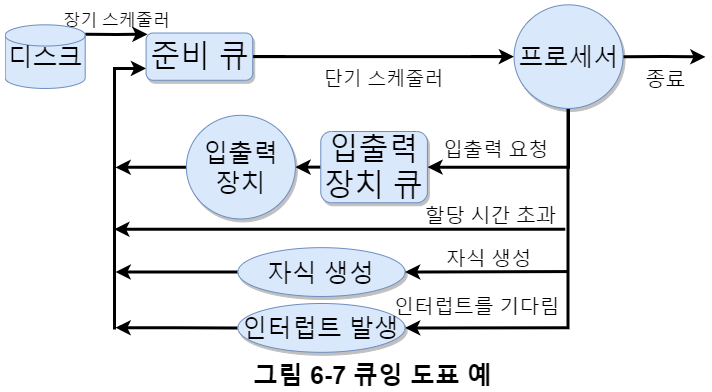 장기 스케줄러
디스크
준비 큐
단기 스케줄러
프로세서
종료
입출력
장치
입출력
장치 큐
입출력 요청
할당 시간 초과
자식 생성
자식 생성
인터럽트 발생
인터럽트를 기다림
그림 6-7 큐잉 도표 예